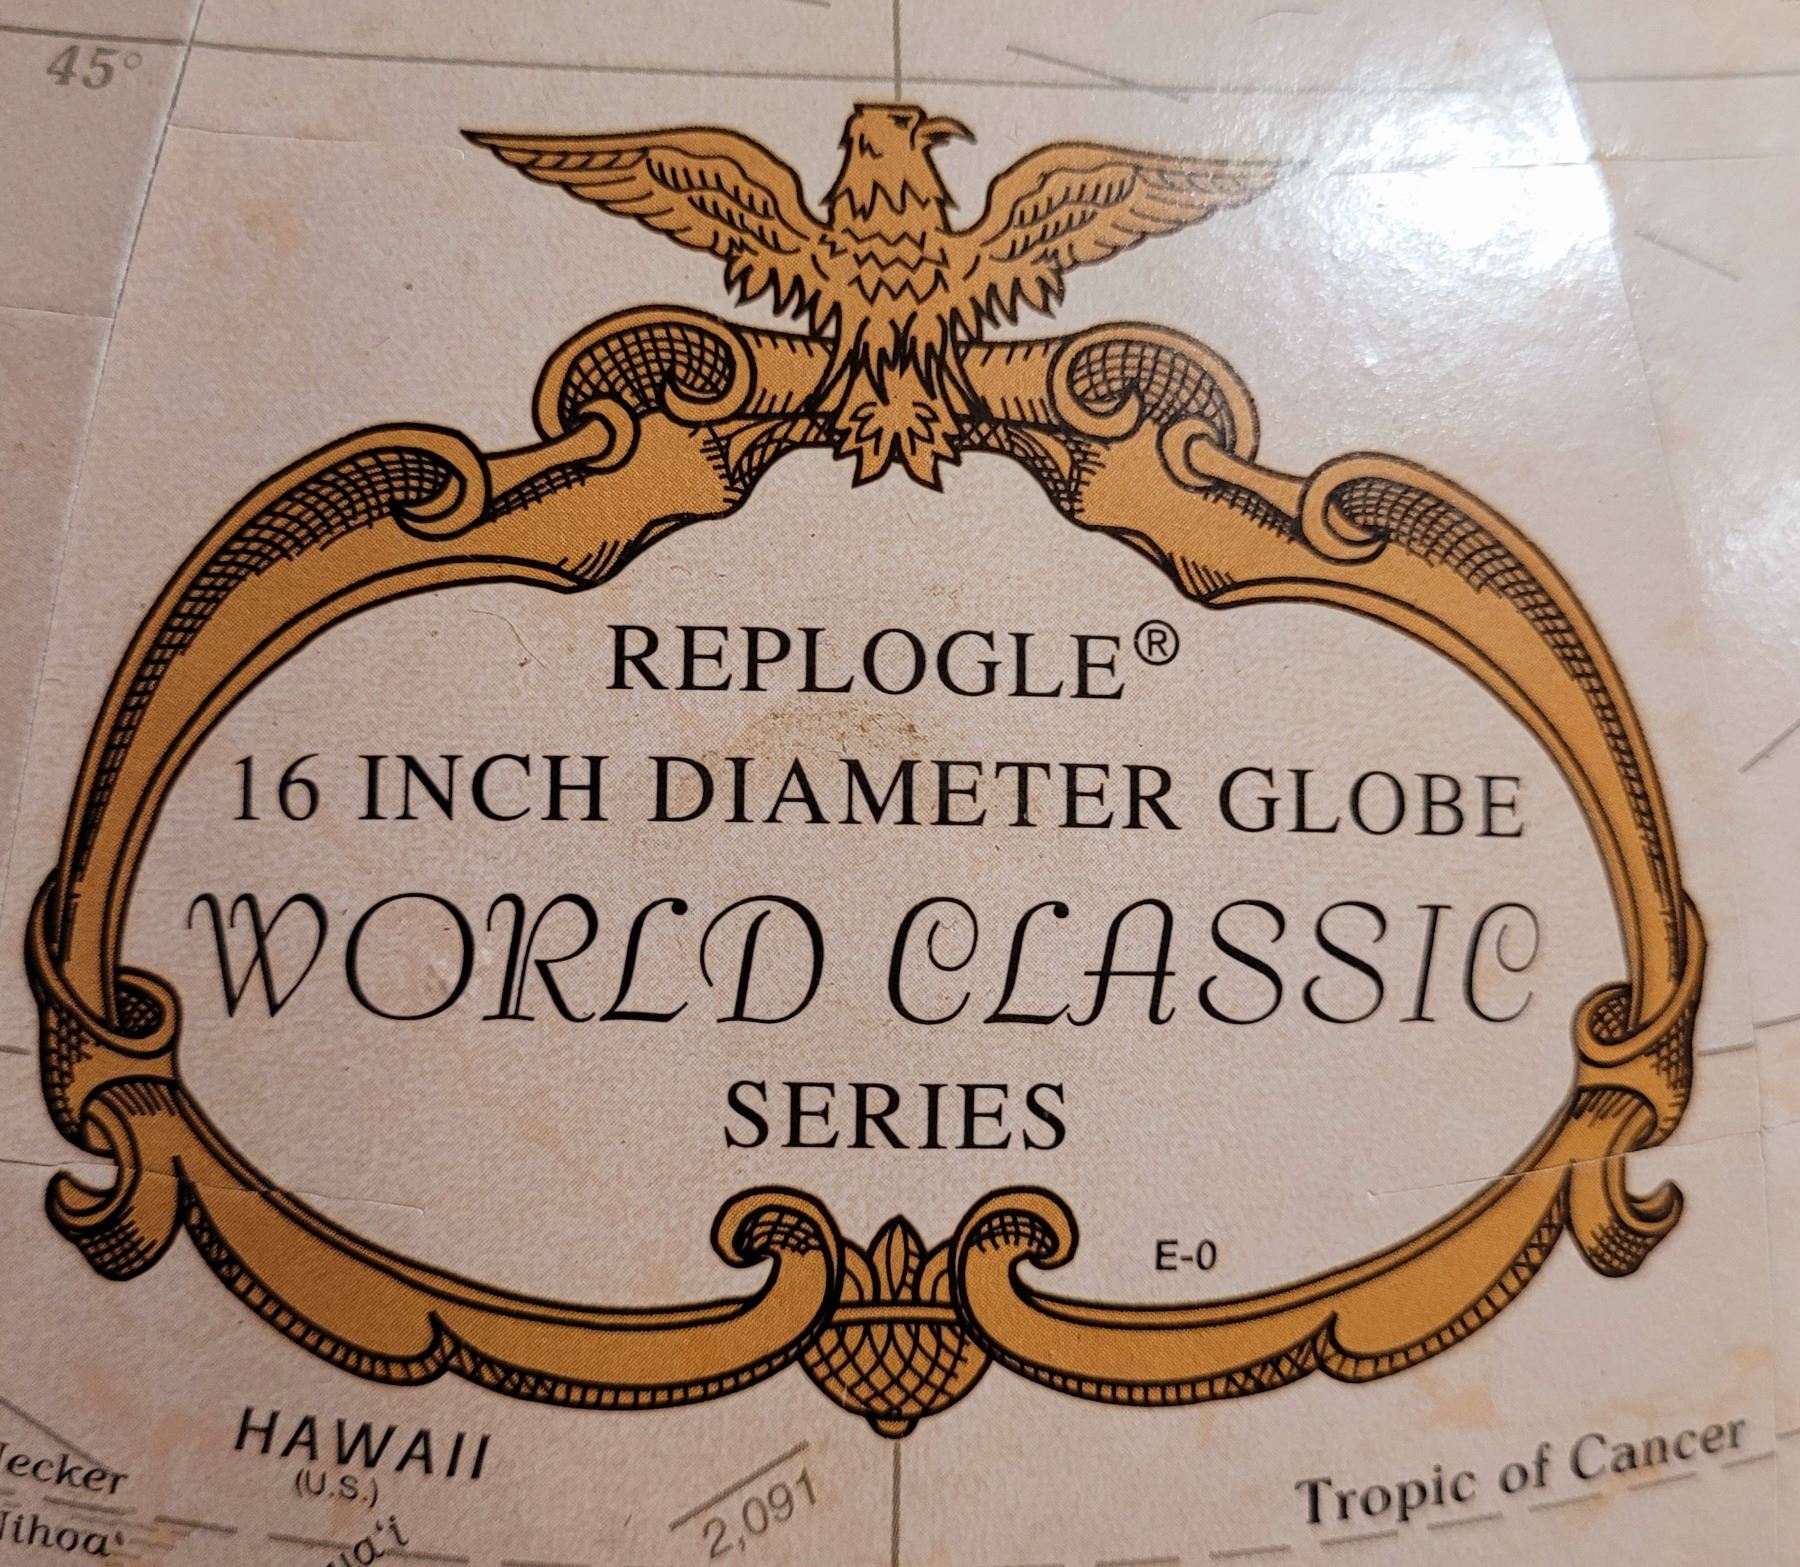 45°
REPLOGLE®
16 INCH DIAMETER GLOBE
WORLD CLASSIC
SERIES
E-0
HAWAII
(U.S.)
2,091
Tropic of Cancer